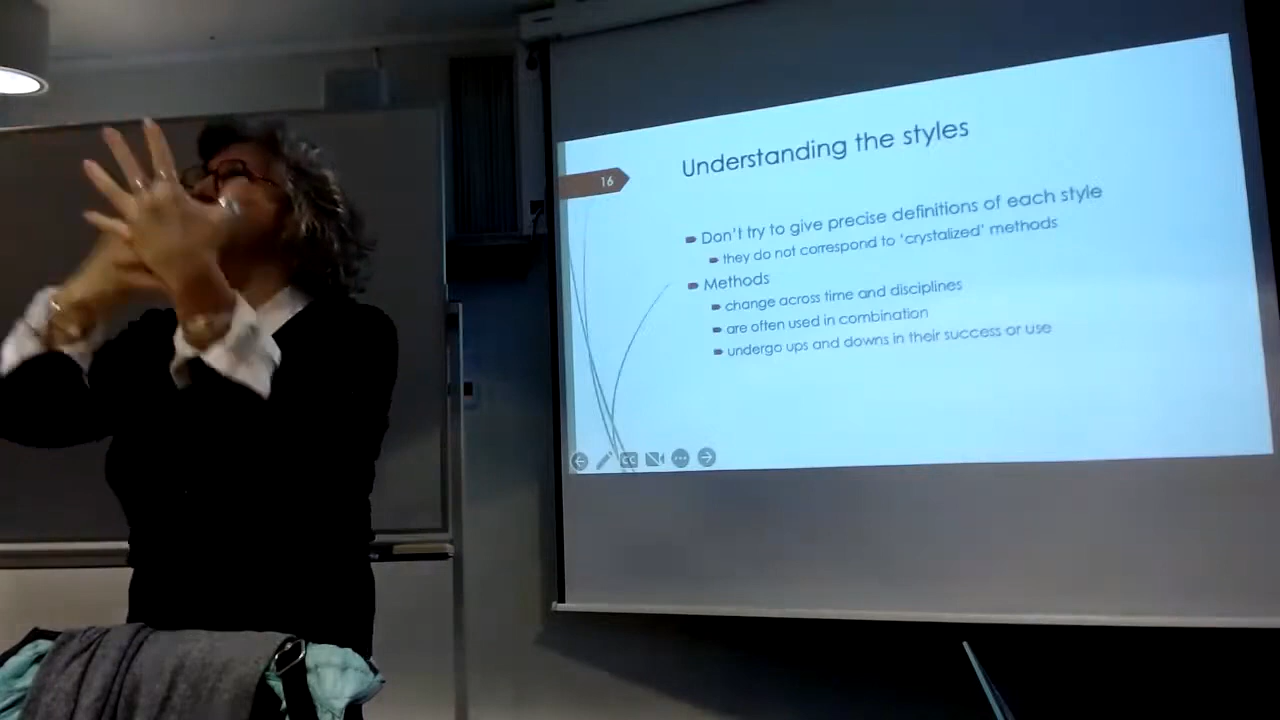 Understanding the styles
16
Don't try to give precise definitions of each style
they do not correspond to 'crystalized' methods
Methods
change across time and disciplines
are often used in combination
undergo ups and downs in their success or use
CC